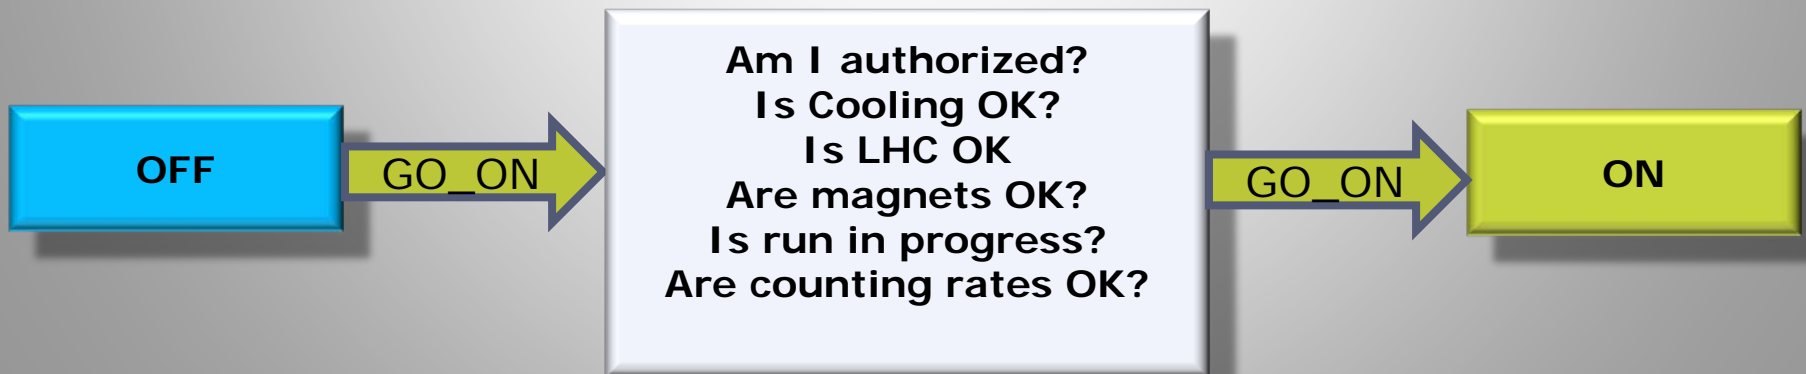 OFF
GO_ON
Am I authorized?
Is Cooling OK?
Is LHC OK
Are magnets OK?
Is run in progress?
Are counting rates OK?
GO_ON
ON